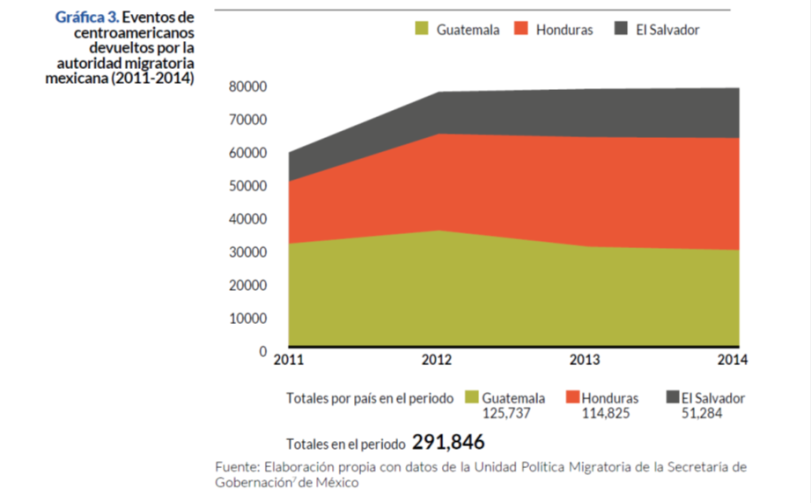 Gráfica 3. Eventos de
centroamericanos
devueltos por la
autoridad migratoria
mexicana (2011-2014)
Guatemala Honduras El Salvador
80000
70000
60000
50000
40000
30000
20000
10000
0
2011 2012 2013 2014
Totales por país en el periodo Guatemala Honduras El Salvador
125,737 114,825 51,284
Totales en el periodo 291,846
Fuente: Elaboración propia con datos de la Unidad Política Migratoria de la Secretaría de
Gobernación⁷ de México